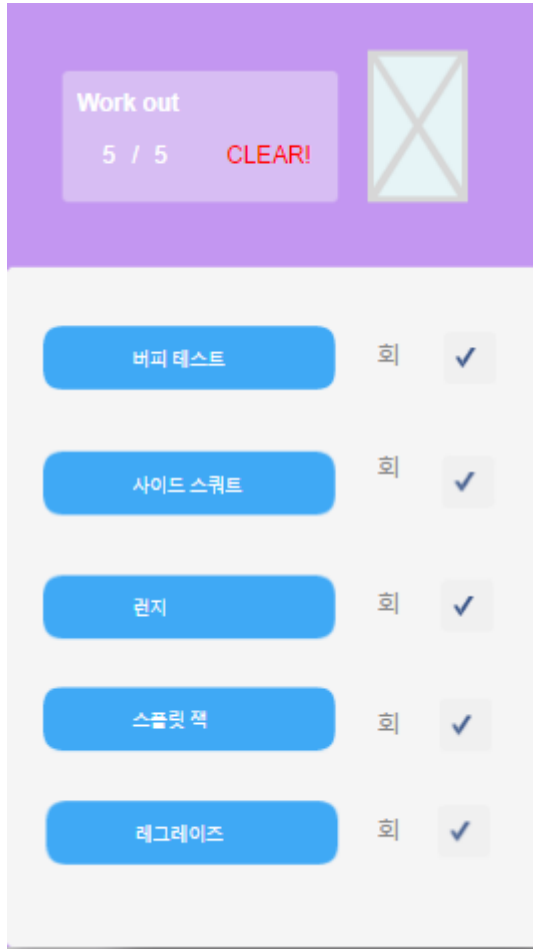 Work out
5 / 5 CLEAR!
버피 테스트 회
사이드 스쿼트 회
런지 회
스플릿 잭 회
레그레이즈 회